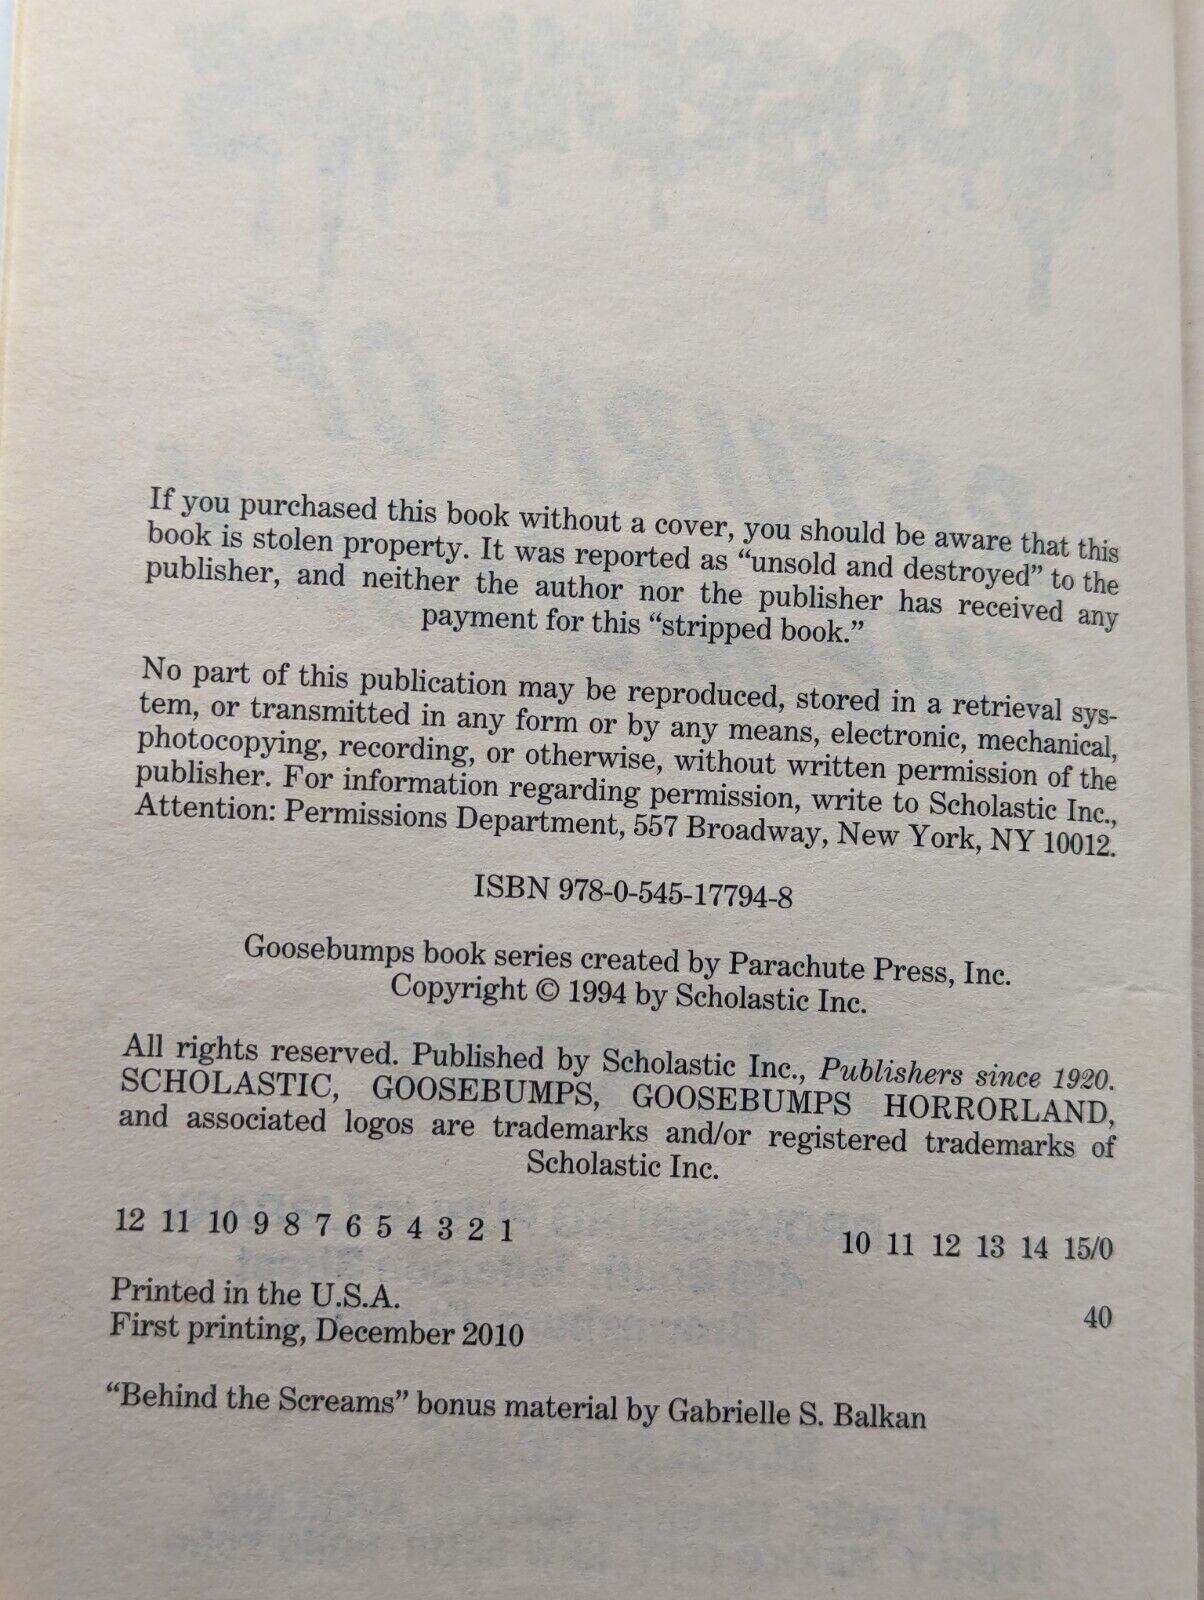 If you purchased this book without a cover, you should be aware that this
book is stolen property. It was reported as “unsold and destroyed” to the
publisher, and neither the author nor the publisher has received any
payment for this “stripped book.”
No part of this publication may be reproduced, stored in a retrieval sys-
tem, or transmitted in any form or by any means, electronic, mechanical,
photocopying, recording, or otherwise, without written permission of the
publisher. For information regarding permission, write to Scholastic Inc.,
Attention: Permissions Department, 557 Broadway, New York, NY 10012.
ISBN 978-0-545-17794-8
Goosebumps book series created by Parachute Press, Inc.
Copyright © 1994 by Scholastic Inc.
All rights reserved. Published by Scholastic Inc., Publishers since 1920.
SCHOLASTIC, GOOSEBUMPS, GOOSEBUMPS HORRORLAND,
and associated logos are trademarks and/or registered trademarks of
Scholastic Inc.
12 11 10 9 8 7 6 5 4 3 2 1 10 11 12 13 14 15/0
Printed in the U.S.A. 40
First printing, December 2010
“Behind the Screams” bonus material by Gabrielle S. Balkan